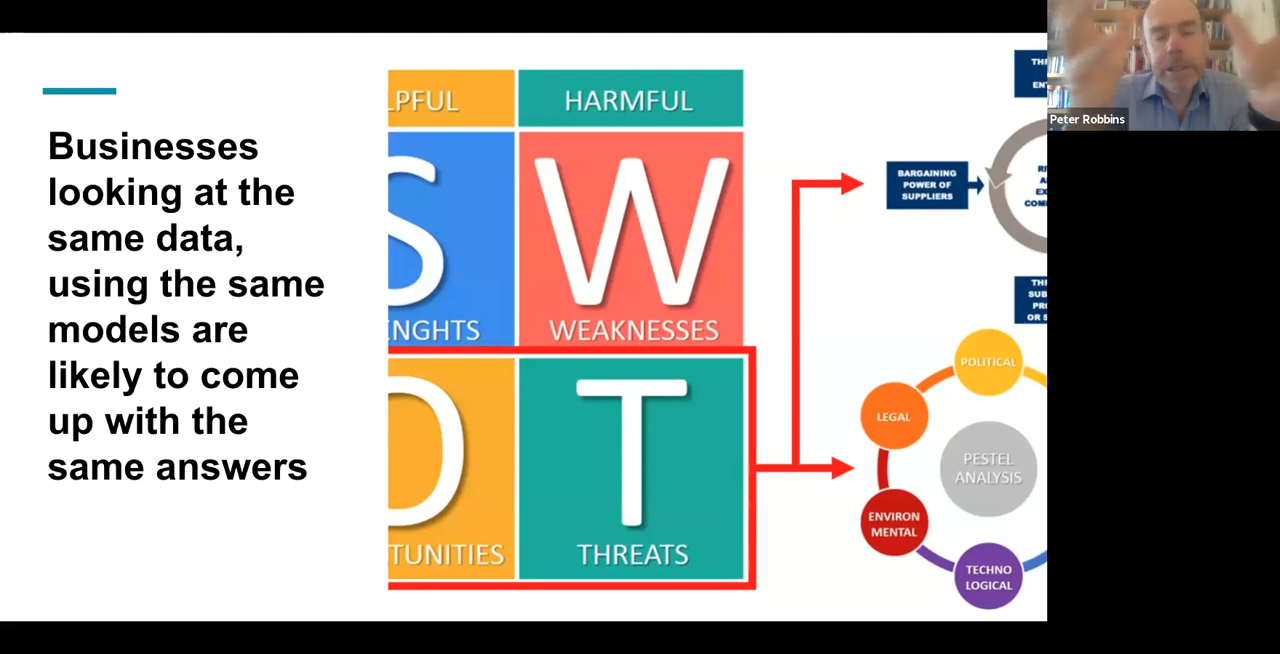 Businesses
looking at the
same data,
using the same
models are
likely to come
up with the
same answers
LPFUL
HARMFUL
S
W
ENGHTS
WEAKNESSES
O
T
TUNITIES
THREATS
BARGAINING
POWER OF
SUPPLIERS
POLITICAL
LEGAL
PESTEL
ANALYSIS
ENVIRON
MENTAL
TECHNO
LOGICAL
Peter Robbins